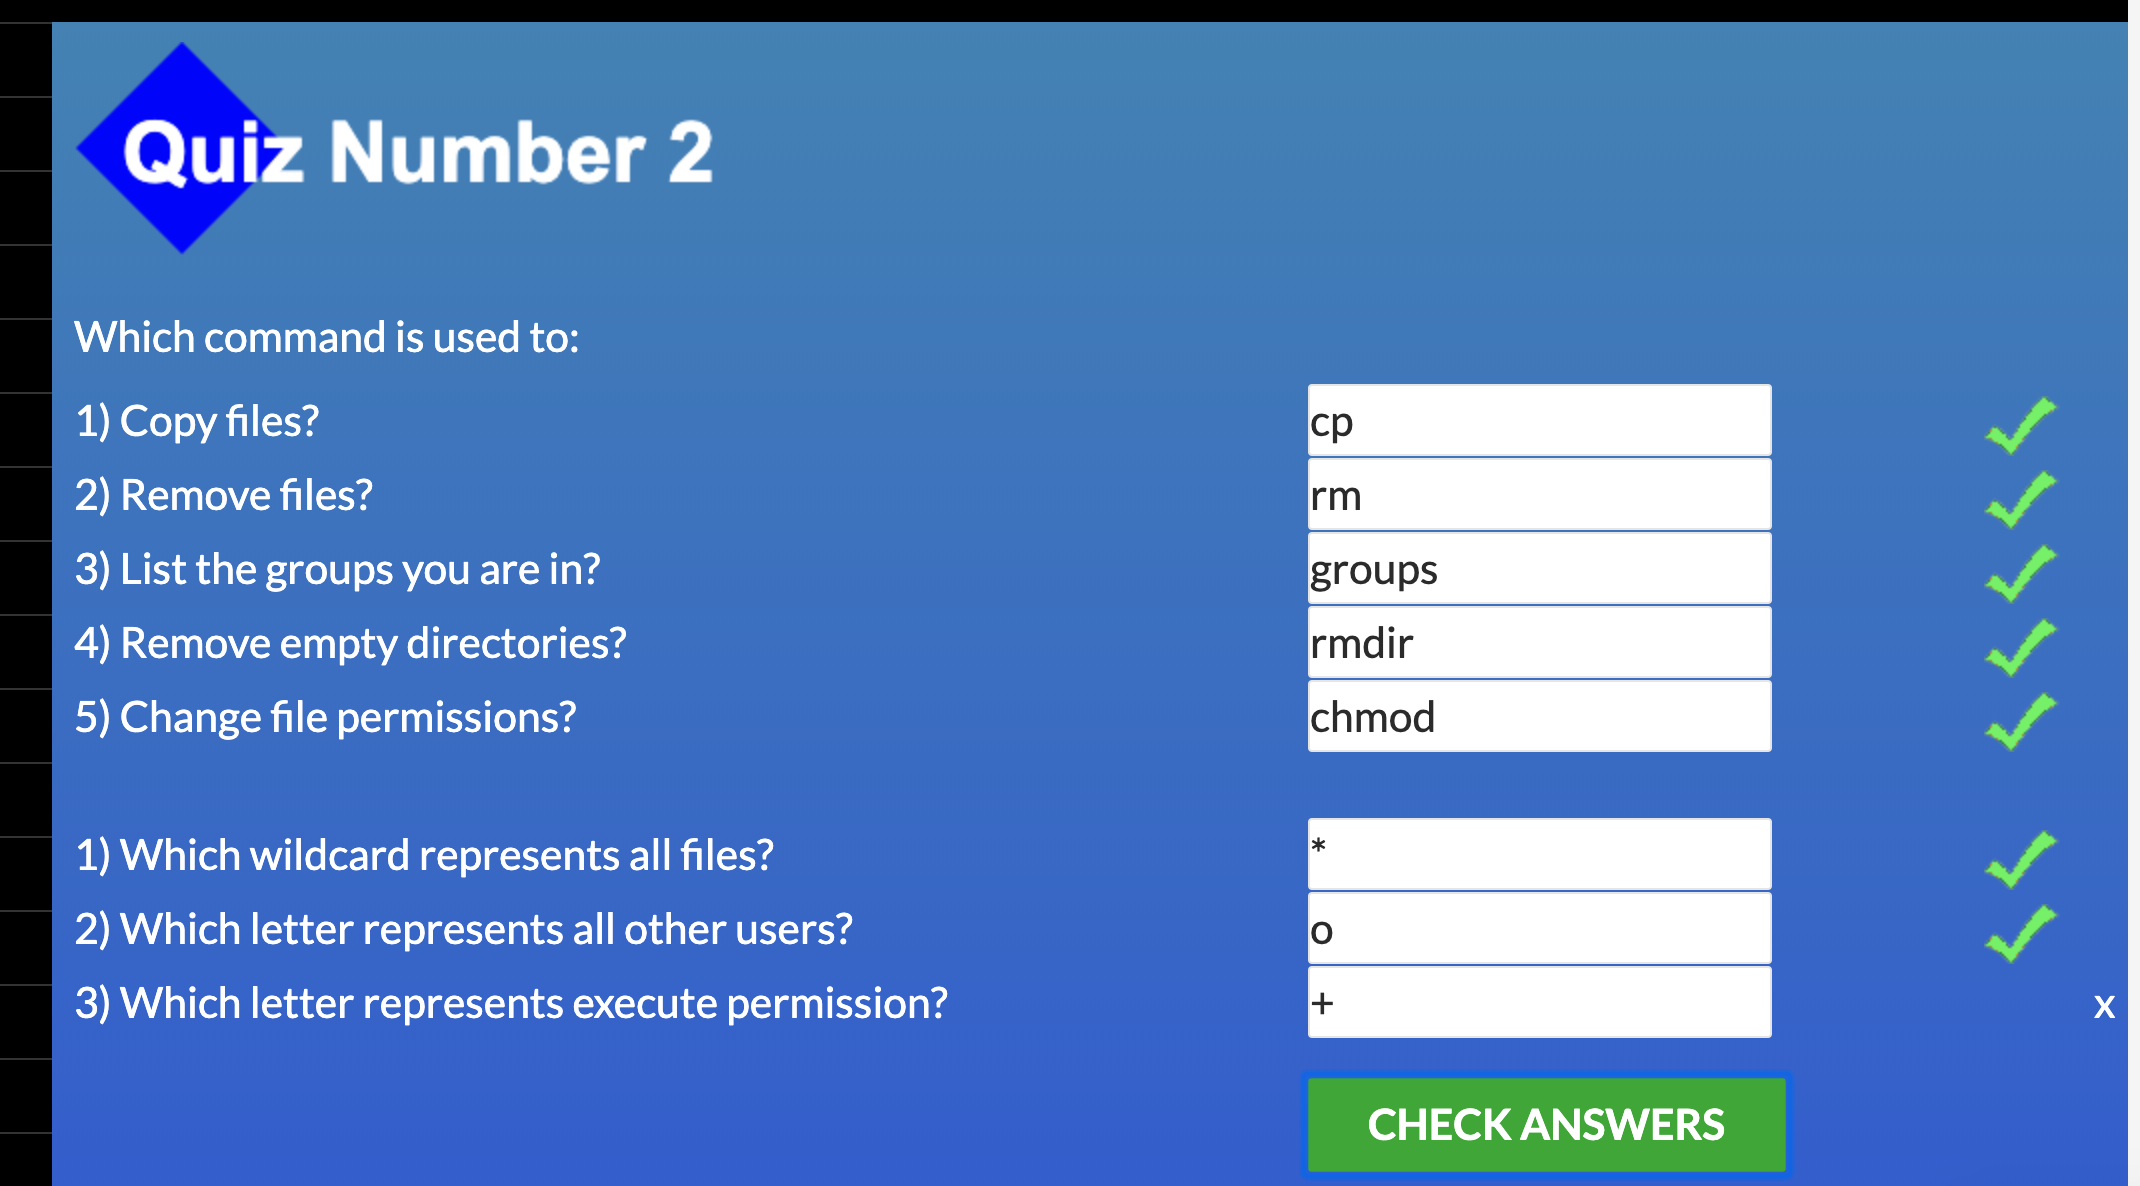 Quiz Number 2
Which command is used to:
1) Copy files? cp
2) Remove files? rm
3) List the groups you are in? groups
4) Remove empty directories? rmdir
5) Change file permissions? chmod
1) Which wildcard represents all files? *
2) Which letter represents all other users? o
3) Which letter represents execute permission? + x
CHECK ANSWERS